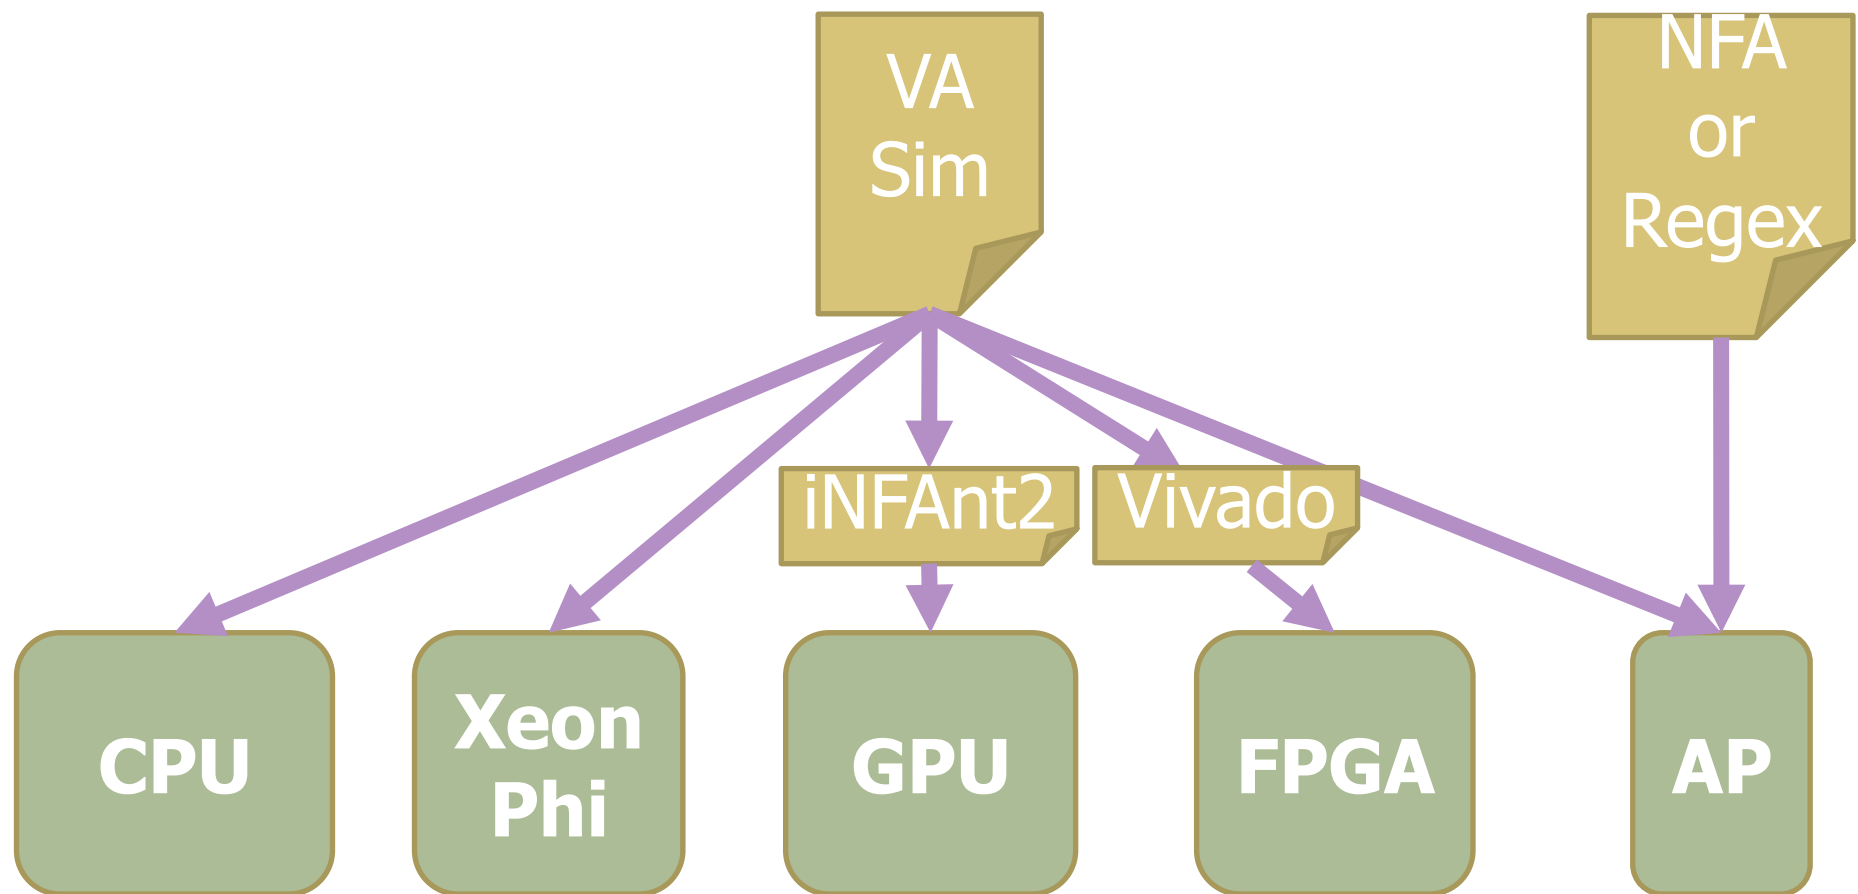 VA
Sim
NFA
or
Regex
iNFAnt2
Vivado
CPU
Xeon
Phi
GPU
FPGA
AP